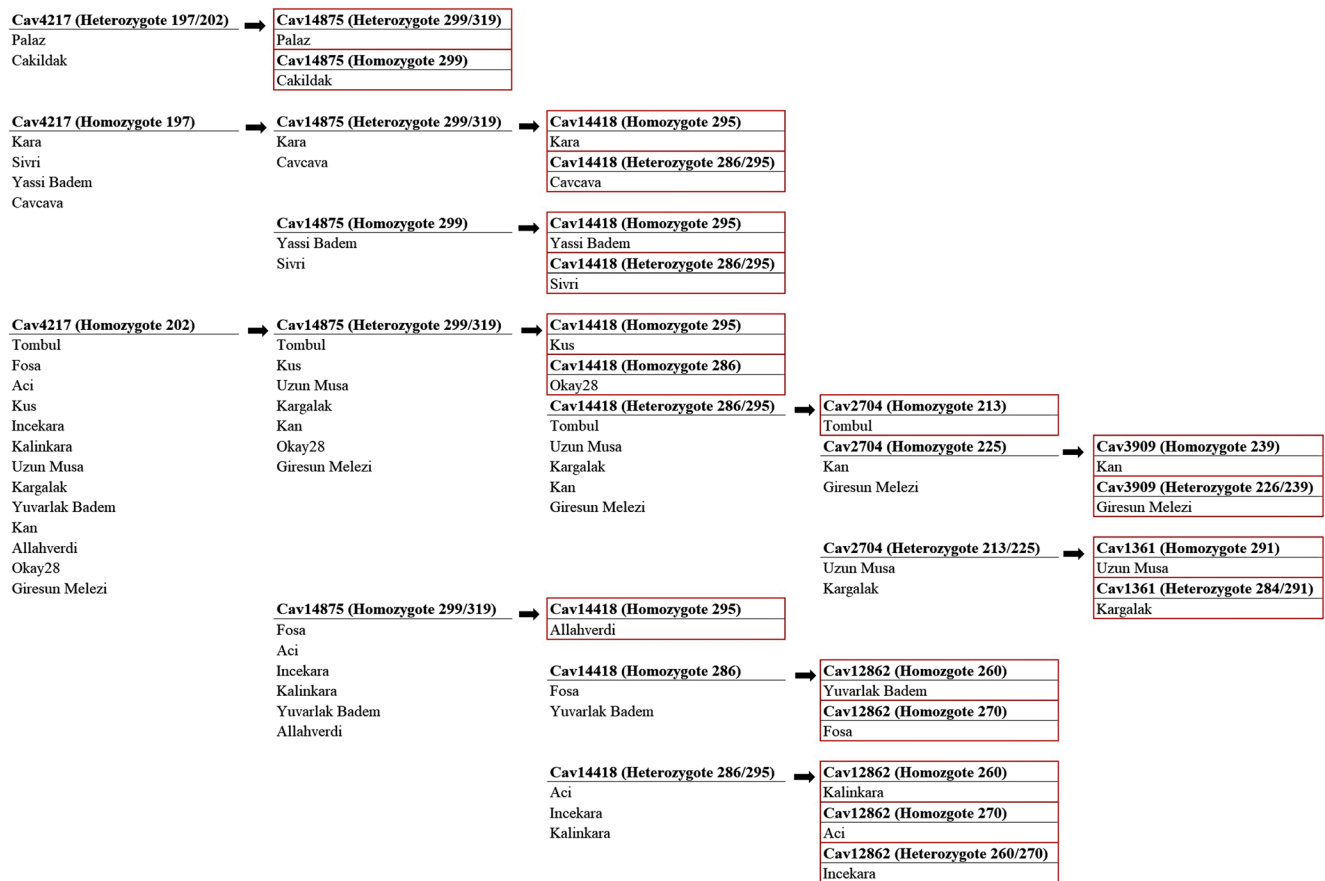 Cav4217 (Heterozygote 197/202)
Palaz
Cakildak
Cav14875 (Heterozygote 299/319)
Palaz
Cav14875 (Homozygote 299)
Cakildak
Cav4217 (Homozygote 197)
Kara
Sivri
Yassi Badem
Cavcava
Cav14875 (Heterozygote 299/319)
Kara
Cavcava
Cav14418 (Homozygote 295)
Kara
Cav14418 (Heterozygote 286/295)
Cavcava
Cav14875 (Homozygote 299)
Yassi Badem
Sivri
Cav14418 (Homozygote 295)
Yassi Badem
Cav14418 (Heterozygote 286/295)
Sivri
Cav4217 (Homozygote 202)
Tombul
Fosa
Aci
Kus
Incekara
Kalinkara
Uzun Musa
Kargalak
Yuvarlak Badem
Kan
Allahverdi
Okay28
Giresun Melezi
Cav14875 (Heterozygote 299/319)
Tombul
Kus
Uzun Musa
Kargalak
Kan
Okay28
Giresun Melezi
Cav14418 (Homozygote 295)
Kus
Cav14418 (Homozygote 286)
Okay28
Cav14418 (Heterozygote 286/295)
Tombul
Uzun Musa
Kargalak
Kan
Giresun Melezi
Cav2704 (Homozygote 213)
Tombul
Cav2704 (Homozygote 225)
Kan
Giresun Melezi
Cav3909 (Homozygote 239)
Kan
Cav3909 (Heterozygote 226/239)
Giresun Melezi
Cav2704 (Heterozygote 213/225)
Uzun Musa
Kargalak
Cav1361 (Homozygote 291)
Uzun Musa
Cav1361 (Heterozygote 284/291)
Kargalak
Cav14875 (Homozygote 299/319)
Fosa
Aci
Incekara
Kalinkara
Yuvarlak Badem
Allahverdi
Cav14418 (Homozygote 295)
Allahverdi
Cav14418 (Homozygote 286)
Fosa
Yuvarlak Badem
Cav12862 (Homozgote 260)
Yuvarlak Badem
Cav12862 (Homozgote 270)
Fosa
Cav14418 (Heterozygote 286/295)
Aci
Incekara
Kalinkara
Cav12862 (Homozgote 260)
Kalinkara
Cav12862 (Homozgote 270)
Aci
Cav12862 (Heterozygote 260/270)
Incekara